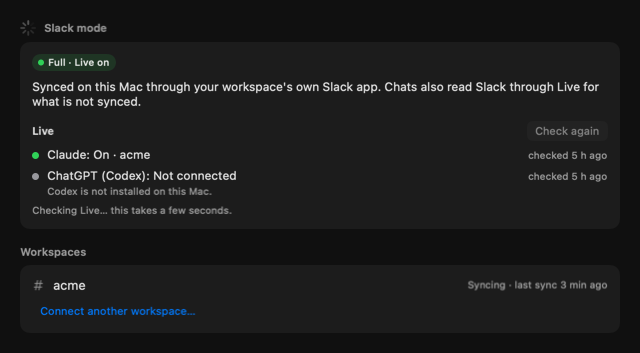 Slack mode
Full · Live on
Synced on this Mac through your workspace's own Slack app. Chats also read Slack through Live for
what is not synced.
Live
Check again
Claude: On · acme
checked 5 h ago
ChatGPT (Codex): Not connected
checked 5 h ago
Codex is not installed on this Mac.
Checking Live… this takes a few seconds.
Workspaces
# acme
Syncing · last sync 3 min ago
Connect another workspace…